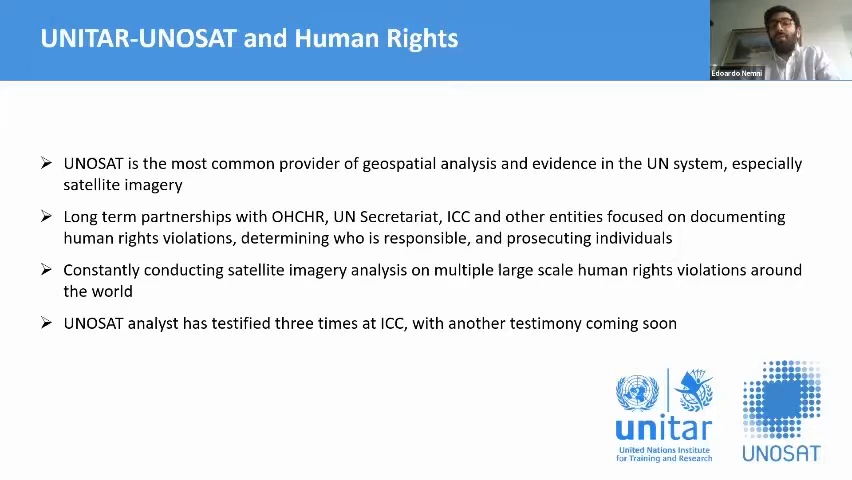 UNITAR-UNOSAT and Human Rights
Edoardo Nemni
➢ UNOSAT is the most common provider of geospatial analysis and evidence in the UN system, especially
satellite imagery
➢ Long term partnerships with OHCHR, UN Secretariat, ICC and other entities focused on documenting
human rights violations, determining who is responsible, and prosecuting individuals
➢ Constantly conducting satellite imagery analysis on multiple large scale human rights violations around
the world
➢ UNOSAT analyst has testified three times at ICC, with another testimony coming soon
unitar
United Nations Institute
for Training and Research
UNOSAT